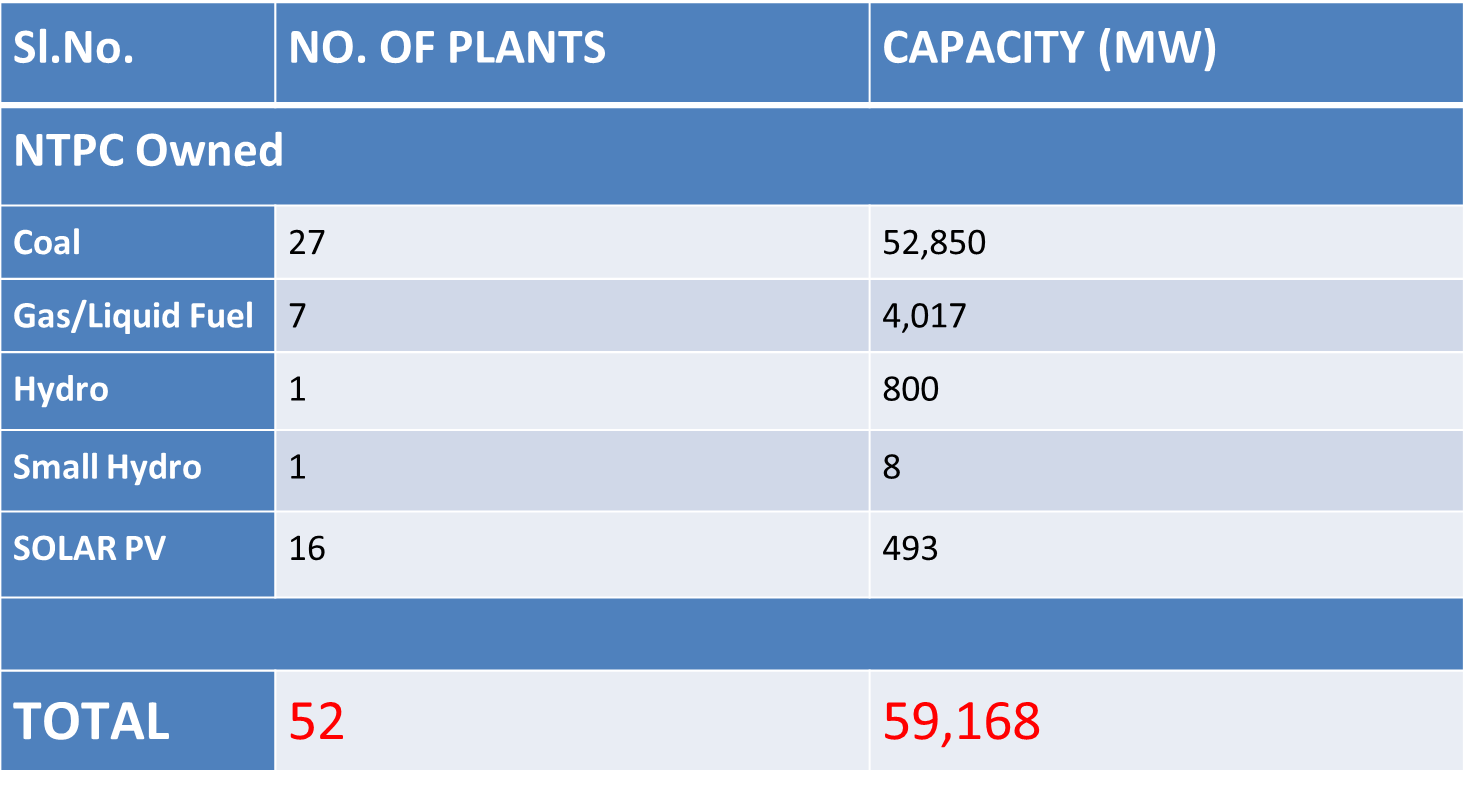 Sl.No. NO. OF PLANTS CAPACITY (MW)
NTPC Owned
Coal 27 52,850
Gas/Liquid Fuel 7 4,017
Hydro 1 800
Small Hydro 1 8
SOLAR PV 16 493
TOTAL 52 59,168